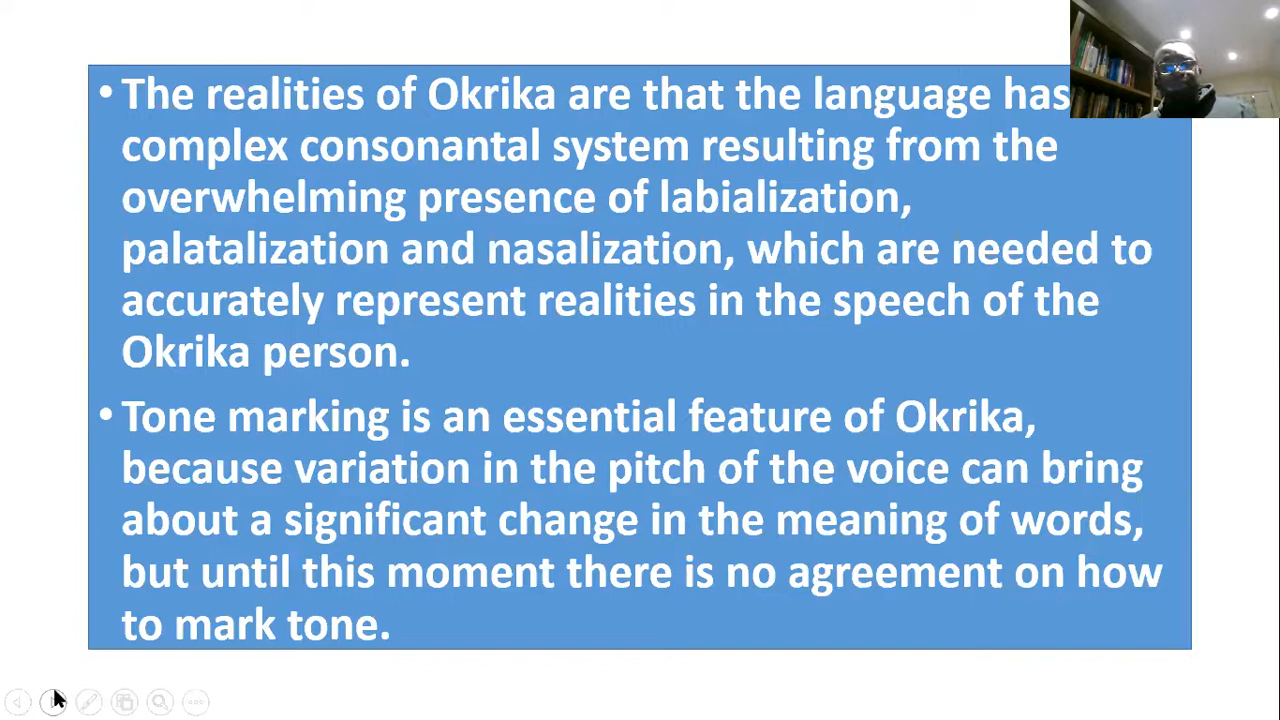 • The realities of Okrika are that the language has
complex consonantal system resulting from the
overwhelming presence of labialization,
palatalization and nasalization, which are needed to
accurately represent realities in the speech of the
Okrika person.
• Tone marking is an essential feature of Okrika,
because variation in the pitch of the voice can bring
about a significant change in the meaning of words,
but until this moment there is no agreement on how
to mark tone.